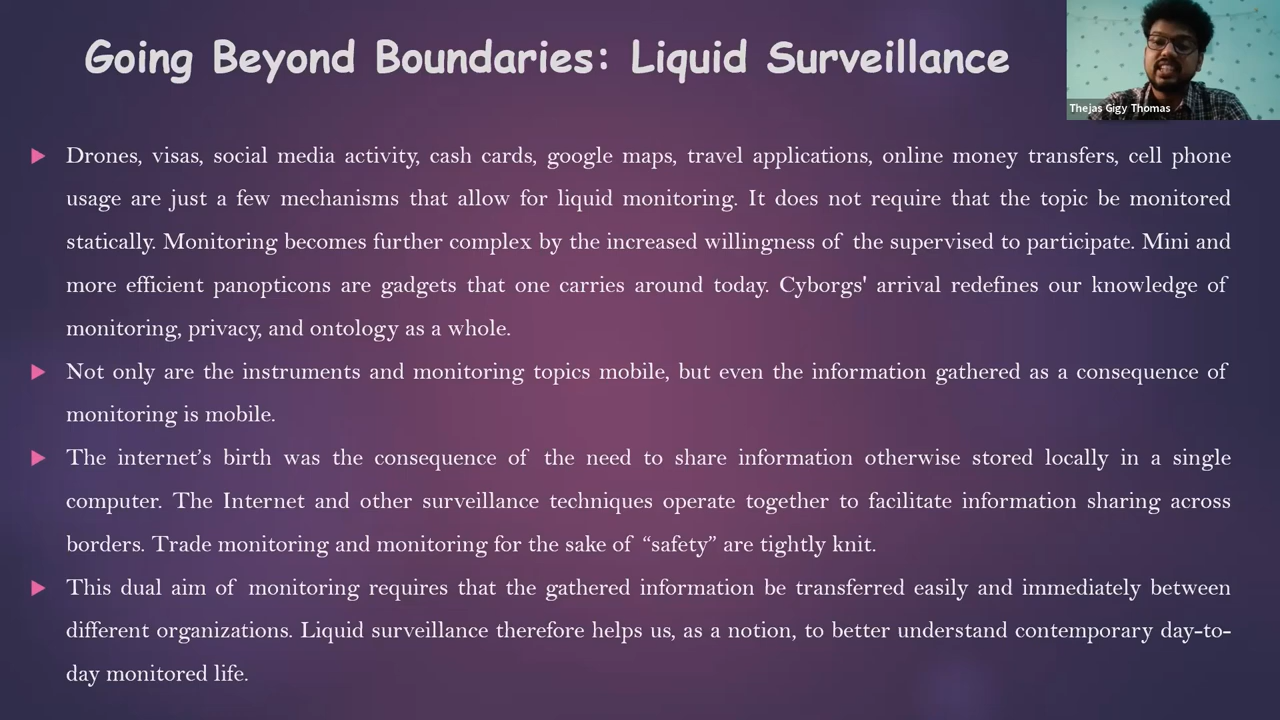 Going Beyond Boundaries: Liquid Surveillance
Thejas Gigy Thomas
Drones, visas, social media activity, cash cards, google maps, travel applications, online money transfers, cell phone
usage are just a few mechanisms that allow for liquid monitoring. It does not require that the topic be monitored
statically. Monitoring becomes further complex by the increased willingness of the supervised to participate. Mini and
more efficient panopticons are gadgets that one carries around today. Cyborgs' arrival redefines our knowledge of
monitoring, privacy, and ontology as a whole.
Not only are the instruments and monitoring topics mobile, but even the information gathered as a consequence of
monitoring is mobile.
The internet’s birth was the consequence of the need to share information otherwise stored locally in a single
computer. The Internet and other surveillance techniques operate together to facilitate information sharing across
borders. Trade monitoring and monitoring for the sake of “safety” are tightly knit.
This dual aim of monitoring requires that the gathered information be transferred easily and immediately between
different organizations. Liquid surveillance therefore helps us, as a notion, to better understand contemporary day-to-
day monitored life.